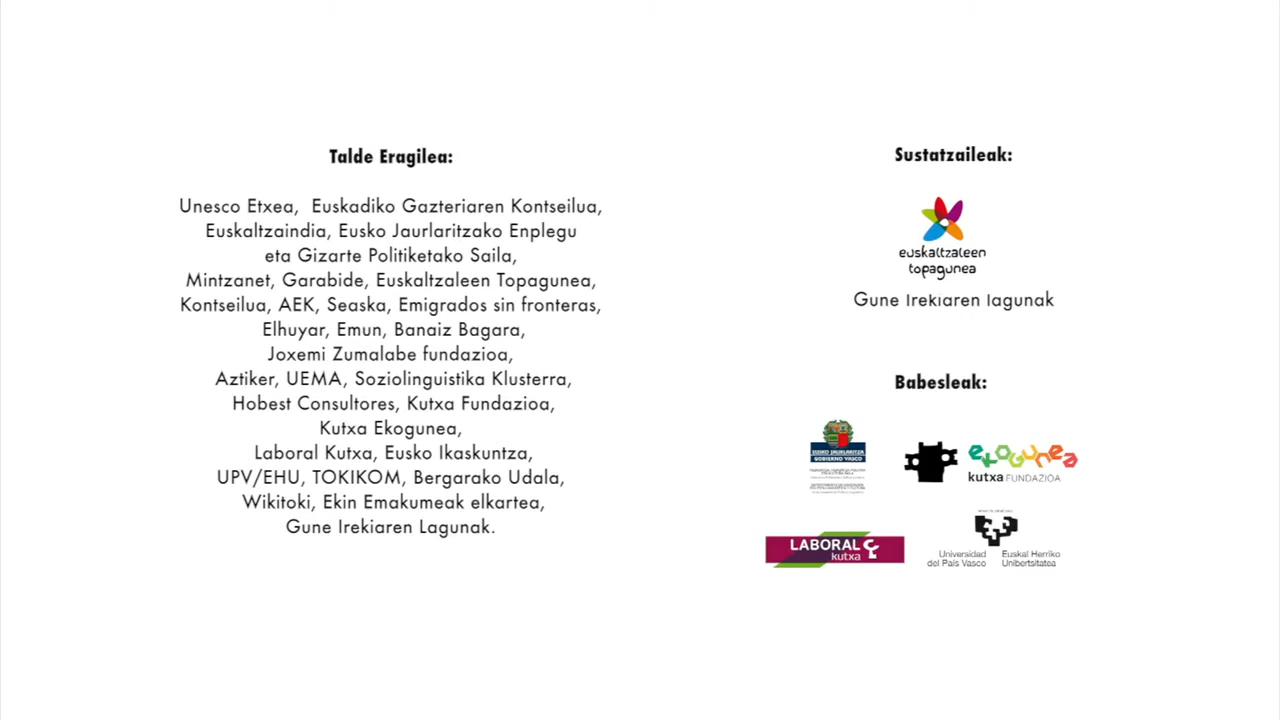 Talde Eragilea:
Unesco Etxea, Euskadiko Gazteriaren Kontseilua,
Euskaltzaindia, Eusko Jaurlaritzako Enplegu
eta Gizarte Politiketako Saila,
Mintzanet, Garabide, Euskaltzaleen Topagunea,
Kontseilua, AEK, Seaska, Emigrados sin fronteras,
Elhuyar, Emun, Banaiz Bagara,
Joxemi Zumalabe fundazioa,
Aztiker, UEMA, Soziolinguistika Klusterra,
Hobest Consultores, Kutxa Fundazioa,
Kutxa Ekogunea,
Laboral Kutxa, Eusko Ikaskuntza,
UPV/EHU, TOKIKOM, Bergarako Udala,
Wikitoki, Ekin Emakumeak elkartea,
Gune Irekiaren Lagunak.
Sustatzaileak:
euskaltzaleen
topagunea
Gune Irekiaren lagunak
Babesleak:
EUSKO JAURLARITZA
GOBIERNO VASCO
ekogunea
kutxa FUNDAZIOA
LABORAL
kutxa
Universidad
del País Vasco
Euskal Herriko
Unibertsitatea